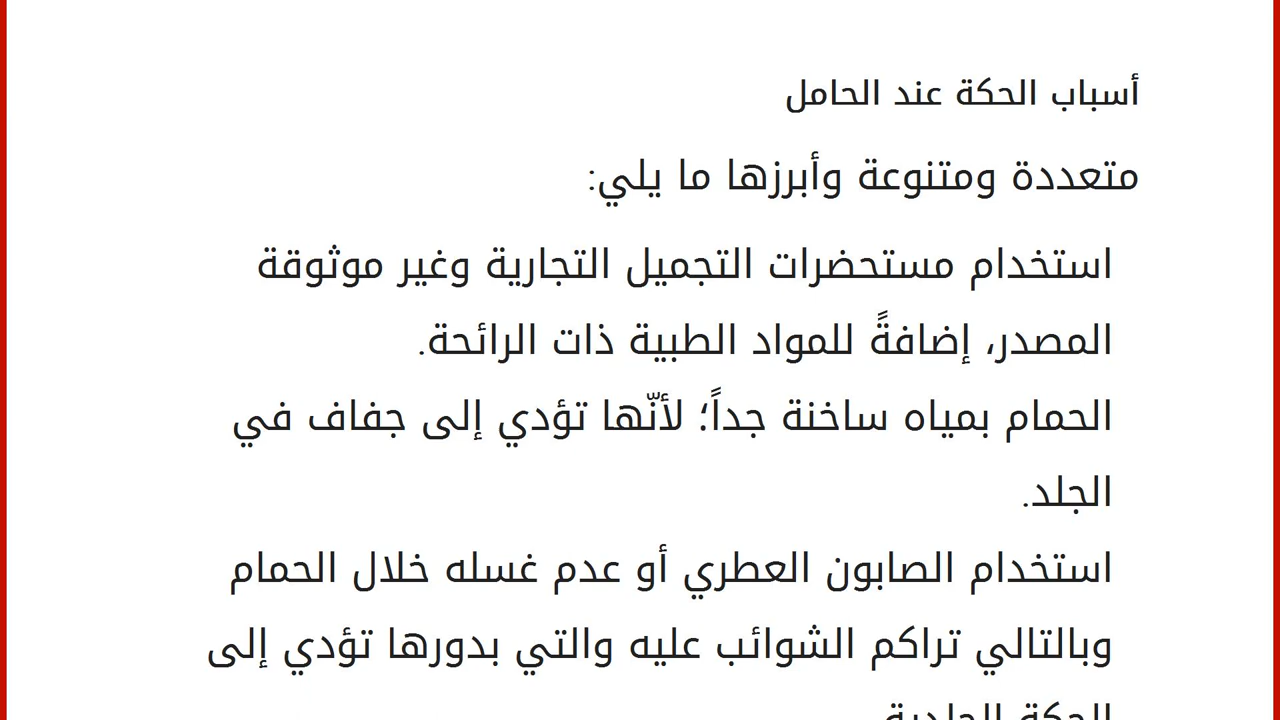 أسباب الحكة عند الحامل
متعددة ومتنوعة وأبرزها ما يلي:
استخدام مستحضرات التجميل التجارية وغير موثوقة
المصدر، إضافةً للمواد الطبية ذات الرائحة.
الحمام بمياه ساخنة جداً؛ لأنّها تؤدي إلى جفاف في
الجلد.
استخدام الصابون العطري أو عدم غسله خلال الحمام
وبالتالي تراكم الشوائب عليه والتي بدورها تؤدي إلى
الحكة الجلدية